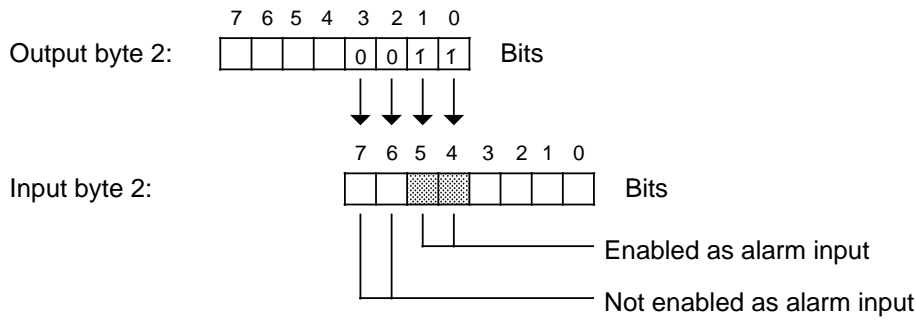 7 6 5 4 3 2 1 0
Output byte 2: 0 0 1 1 Bits
7 6 5 4 3 2 1 0
Input byte 2: Bits
Enabled as alarm input
Not enabled as alarm input